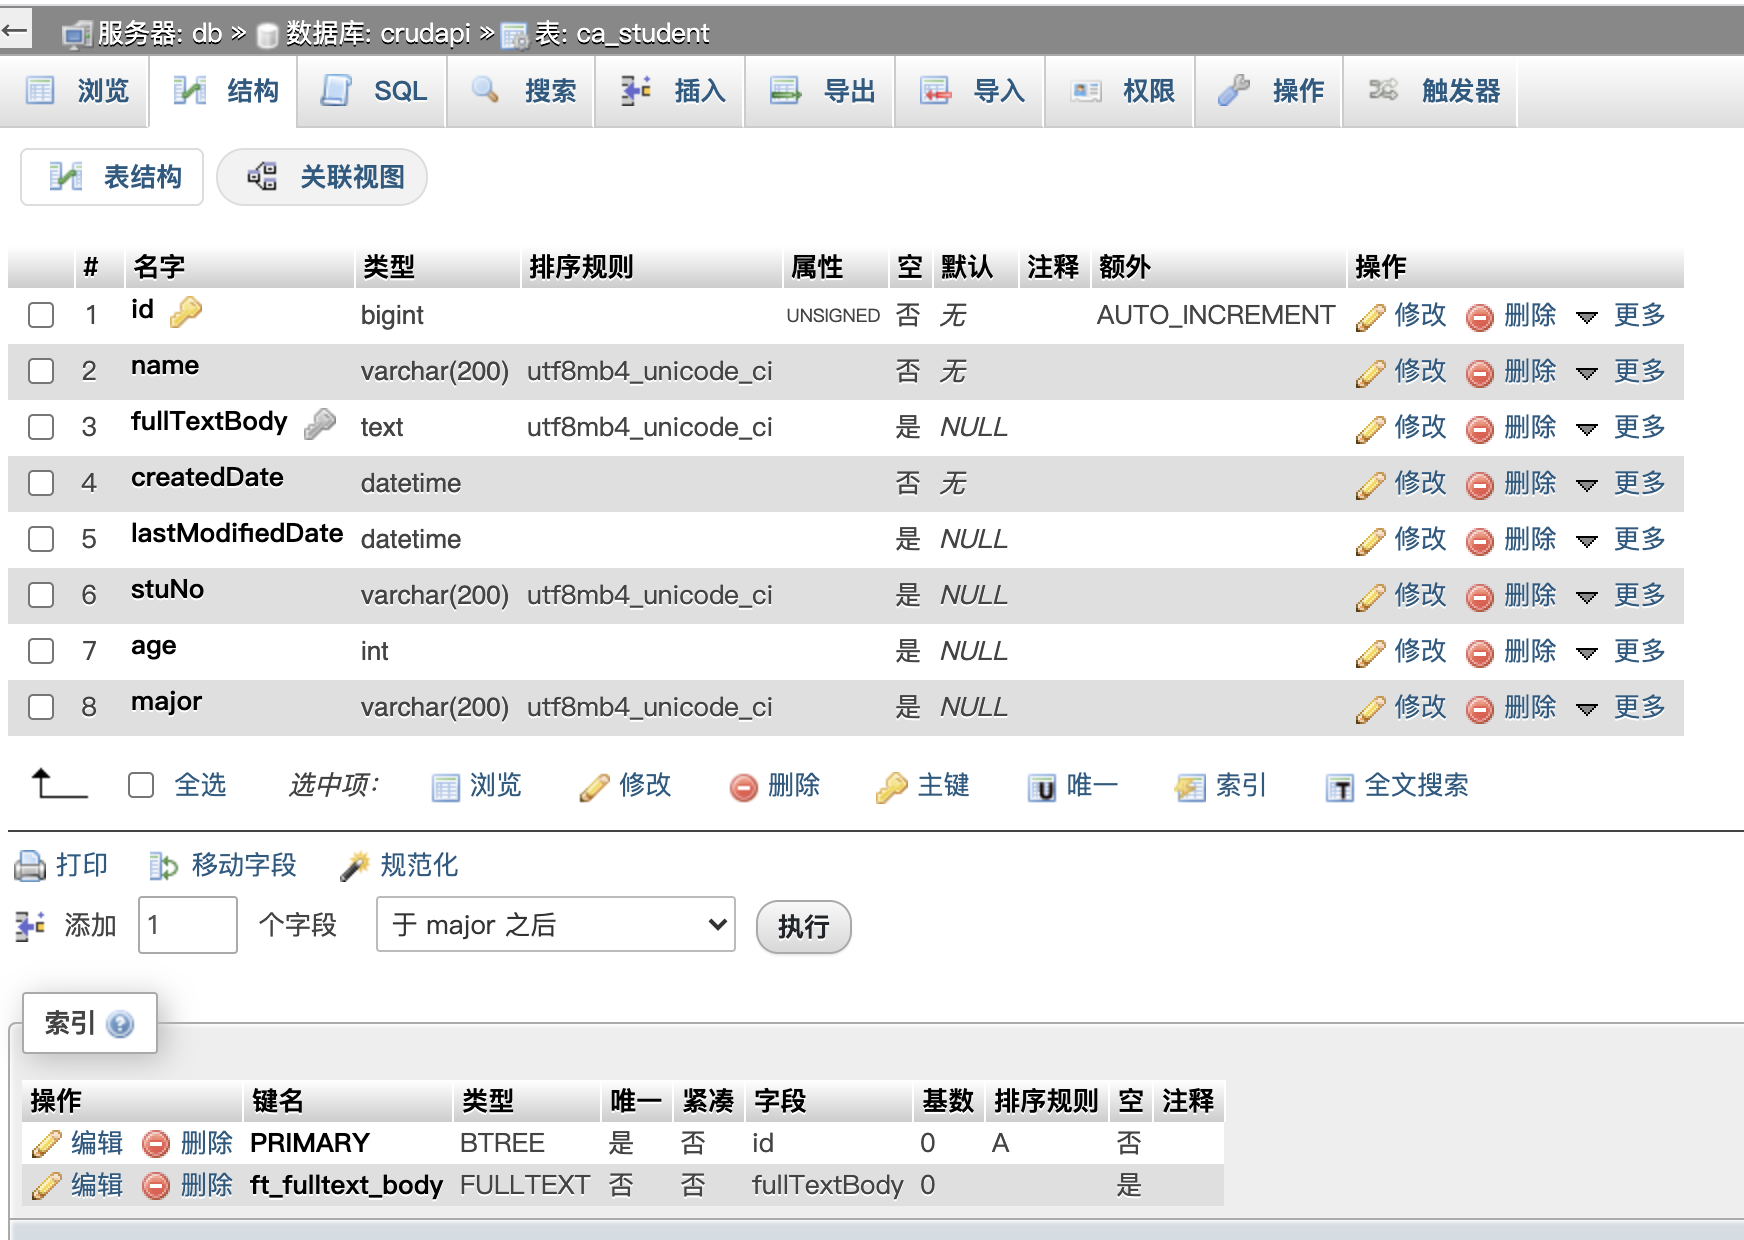 服务器: db » 数据库: crudapi » 表: ca_student
浏览 结构 SQL 搜索 插入 导出 导入 权限 操作 触发器
表结构 关联视图
# 名字 类型 排序规则 属性 空 默认 注释 额外 操作
1 id bigint UNSIGNED 否 无 AUTO_INCREMENT 修改 删除 更多
2 name varchar(200) utf8mb4_unicode_ci 否 无 修改 删除 更多
3 fullTextBody text utf8mb4_unicode_ci 是 NULL 修改 删除 更多
4 createdDate datetime 否 无 修改 删除 更多
5 lastModifiedDate datetime 是 NULL 修改 删除 更多
6 stuNo varchar(200) utf8mb4_unicode_ci 是 NULL 修改 删除 更多
7 age int 是 NULL 修改 删除 更多
8 major varchar(200) utf8mb4_unicode_ci 是 NULL 修改 删除 更多
全选 选中项: 浏览 修改 删除 主键 唯一 索引 全文搜索
打印 移动字段 规范化
添加 1 个字段 于 major 之后 执行
索引
操作 键名 类型 唯一 紧凑 字段 基数 排序规则 空 注释
编辑 删除 PRIMARY BTREE 是 否 id 0 A 否
编辑 删除 ft_fulltext_body FULLTEXT 否 否 fullTextBody 0 是